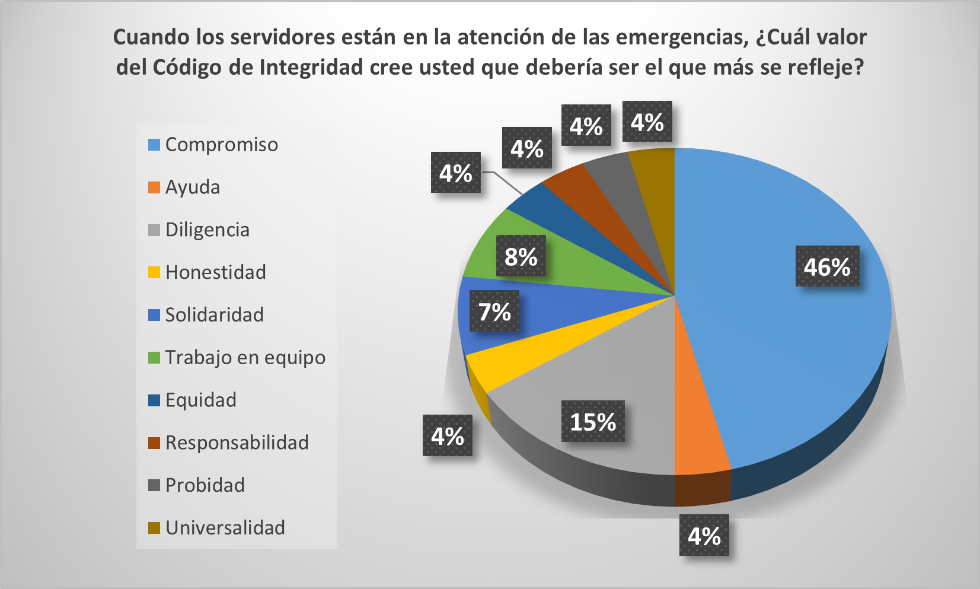 Cuando los servidores están en la atención de las emergencias, ¿Cuál valor
del Código de Integridad cree usted que debería ser el que más se refleje?
Compromiso
Ayuda
Diligencia
Honestidad
Solidaridad
Trabajo en equipo
Equidad
Responsabilidad
Probidad
Universalidad
46%
4%
15%
4%
7%
8%
4%
4%
4%
4%